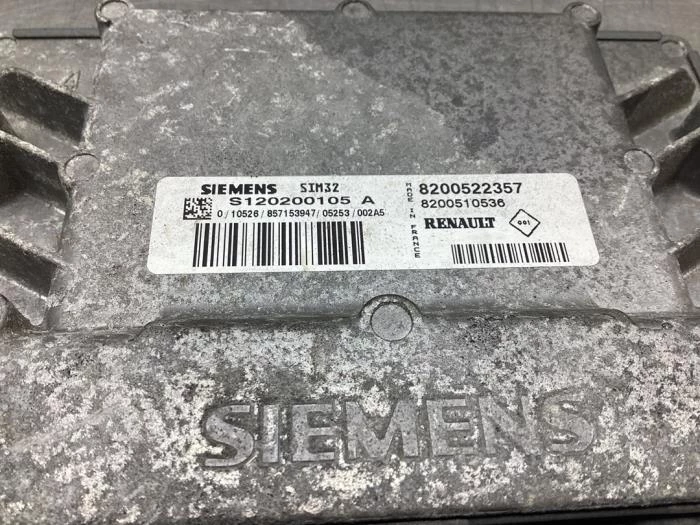 SIEMENS SIM32
S120200105 A
0/10526/857153947/05253/002A5
MADE IN FRANCE
8200522357
8200510536
RENAULT 001
SIEMENS